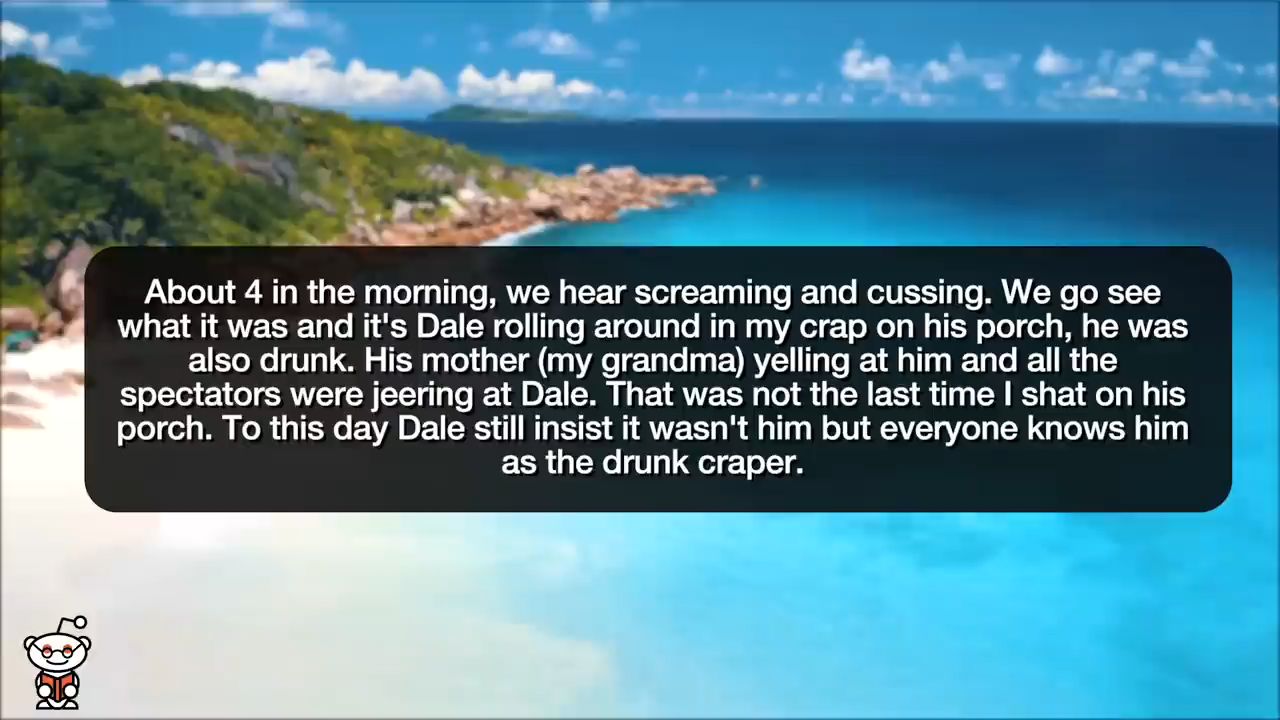 About 4 in the morning, we hear screaming and cussing. We go see
what it was and it's Dale rolling around in my crap on his porch, he was
also drunk. His mother (my grandma) yelling at him and all the
spectators were jeering at Dale. That was not the last time I shat on his
porch. To this day Dale still insist it wasn't him but everyone knows him
as the drunk craper.